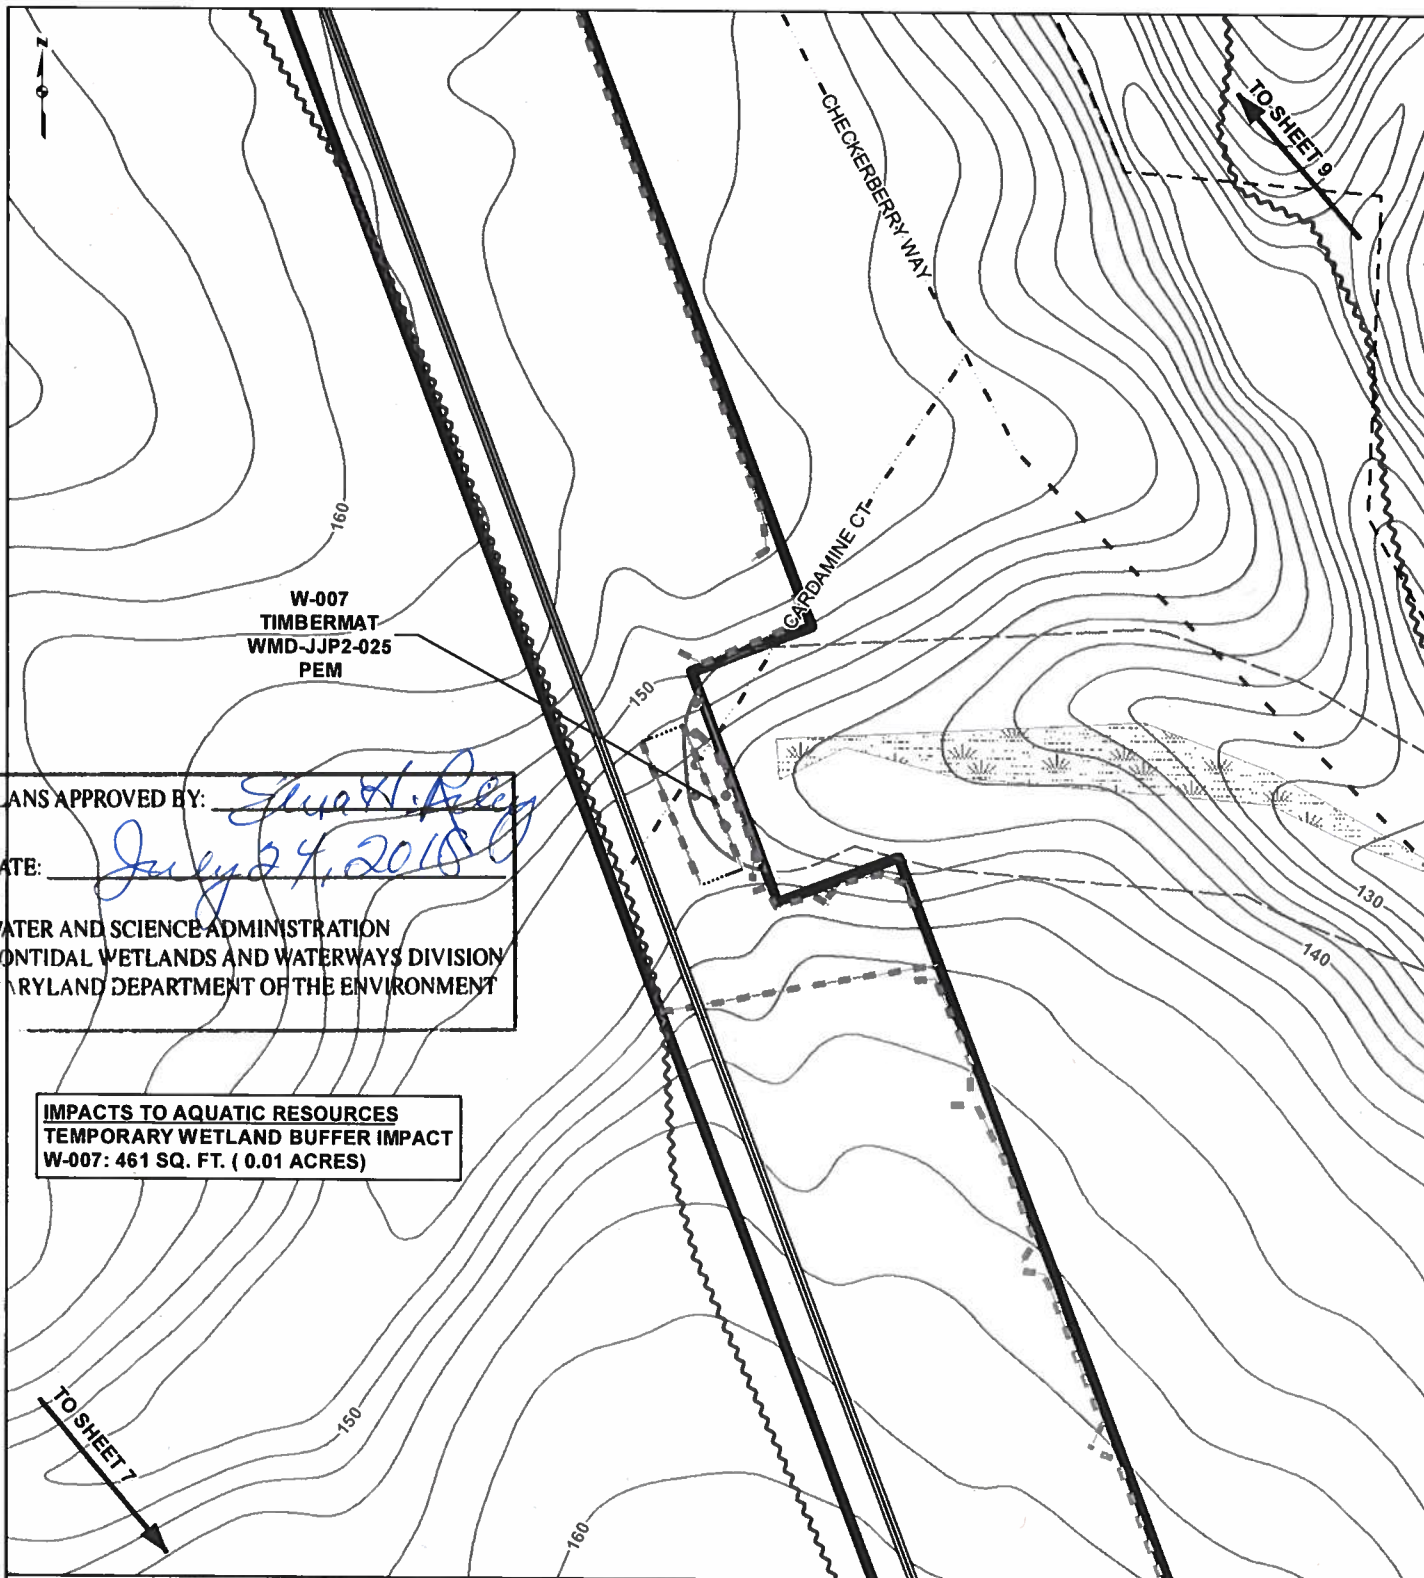 N
CHECKERBERRY WAY
TO SHEET 9
160
CARDAMINE CT
W-007
TIMBERMAT
WMD-JJP2-025
PEM
150
ANS APPROVED BY:
ATE: July 24, 2018
ATER AND SCIENCE ADMINISTRATION
ONTIDAL WETLANDS AND WATERWAYS DIVISION
RYLAND DEPARTMENT OF THE ENVIRONMENT
130
140
IMPACTS TO AQUATIC RESOURCES
TEMPORARY WETLAND BUFFER IMPACT
W-007: 461 SQ. FT. ( 0.01 ACRES)
TO SHEET 7
150
160